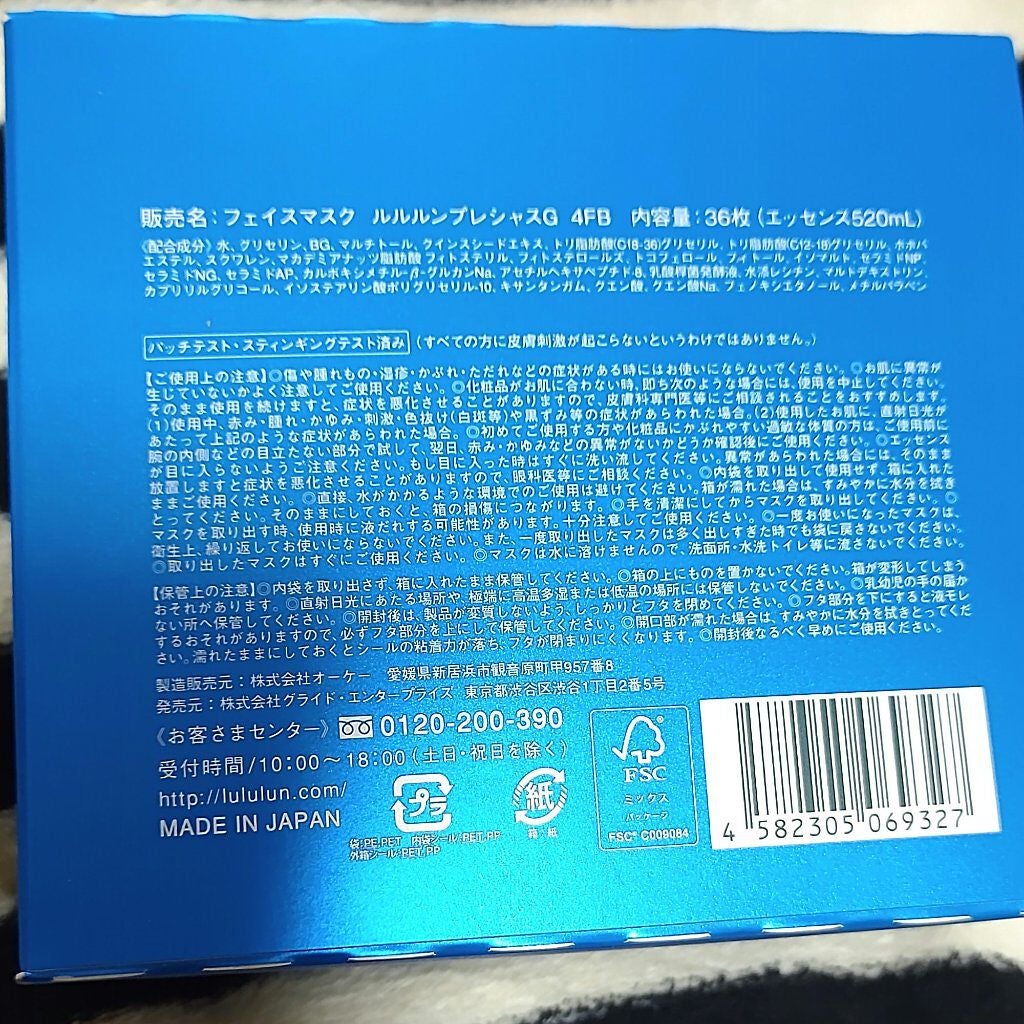 販売名：フェイスマスク ルルルンプレシャスG 4FB 内容量：36枚（エッセンス520mL）
《配合成分》水、グリセリン、BG、マルチトール、クインスシードエキス、トリ脂肪酸(C18-36)グリセリル、トリ脂肪酸(C12-18)グリセリル、ホホバ
エステル、スクワレン、マカデミアナッツ脂肪酸フィトステリル、フィトステロールズ、トコフェロール、フィトール、イソマルト、セラミドNP、
セラミドNG、セラミドAP、カルボキシメチル-β-グルカンNa、アセチルヘキサペプチド-8、乳酸桿菌発酵液、水添レシチン、マルトデキストリン、
カプリリルグリコール、イソステアリン酸ポリグリセリル-10、キサンタンガム、クエン酸、クエン酸Na、フェノキシエタノール、メチルパラベン
パッチテスト・スティンギングテスト済み（すべての方に皮膚刺激が起こらないというわけではありません。）
【ご使用上の注意】◎傷や腫れもの・湿疹・かぶれ・ただれなどの症状がある時にはお使いにならないでください。◎お肌に異常が
生じていないかよく注意してご使用ください。◎化粧品がお肌に合わない時、即ち次のような場合には、使用を中止してください。
そのまま使用を続けますと、症状を悪化させることがありますので、皮膚科専門医等にご相談されることをおすすめします。
(1)使用中、赤み・腫れ・かゆみ・刺激・色抜け(白斑等)や黒ずみ等の症状があらわれた場合。(2)使用したお肌に、直射日光が
あたって上記のような症状があらわれた場合。◎初めてご使用する方や化粧品にかぶれやすい過敏な体質の方は、ご使用前に
腕の内側などの目立たない部分で試して、翌日、赤み・かゆみなどの異常がないかどうか確認後にご使用ください。◎エッセンス
が目に入らないようご注意ください。もし目に入った時はすぐに洗い流してください。異常があらわれた場合には、そのまま
放置しますと症状を悪化させることがありますので、眼科医等にご相談ください。◎内袋を取り出して使用せず、箱に入れた
ままご使用ください。◎直接、水がかかるような環境でのご使用は避けてください。箱が濡れた場合は、すみやかに水分を拭き
とってください。そのままにしておくと、箱の損傷につながります。◎手を清潔にしてからマスクを取り出してください。◎
マスクを取り出す時、使用時に液だれする可能性があります。十分注意してご使用ください。◎一度お使いになったマスクは、
衛生上、繰り返してお使いにならないでください。また、一度取り出したマスクは多く出しすぎた時でも袋に戻さないでください。
◎取り出したマスクはすぐにご使用ください。◎マスクは水に溶けませんので、洗面所・水洗トイレ等に流さないでください。
【保管上の注意】◎内袋を取り出さず、箱に入れたまま保管してください。◎箱の上にものを置かないでください。箱が変形してしまう
おそれがあります。◎直射日光にあたる場所や、極端に高温多湿または低温の場所には保管しないでください。◎乳幼児の手の届か
ない所へ保管してください。◎開封後は、製品が変質しないよう、しっかりとフタを閉めてください。◎フタ部分を下にすると液モレ
するおそれがありますので、必ずフタ部分を上にして保管してください。◎開口部が濡れた場合は、すみやかに水分を拭きとってくだ
さい。濡れたままにしておくとシールの粘着力が落ち、フタが閉まりにくくなります。◎開封後なるべく早めにご使用ください。
製造販売元：株式会社オーケー 愛媛県新居浜市観音原町甲957番8
発売元：株式会社グライド・エンタープライズ 東京都渋谷区渋谷1丁目2番5号
《お客さまセンター》 0120-200-390
受付時間/10:00〜18:00（土日・祝日を除く）
http://lululun.com/
MADE IN JAPAN
プラ
袋：PE,PET 内袋シール：PET,PP
外箱シール：PET,PP
紙
箱：紙
FSC
ミックス
パッケージ
FSC® C009084
4 582305 069327